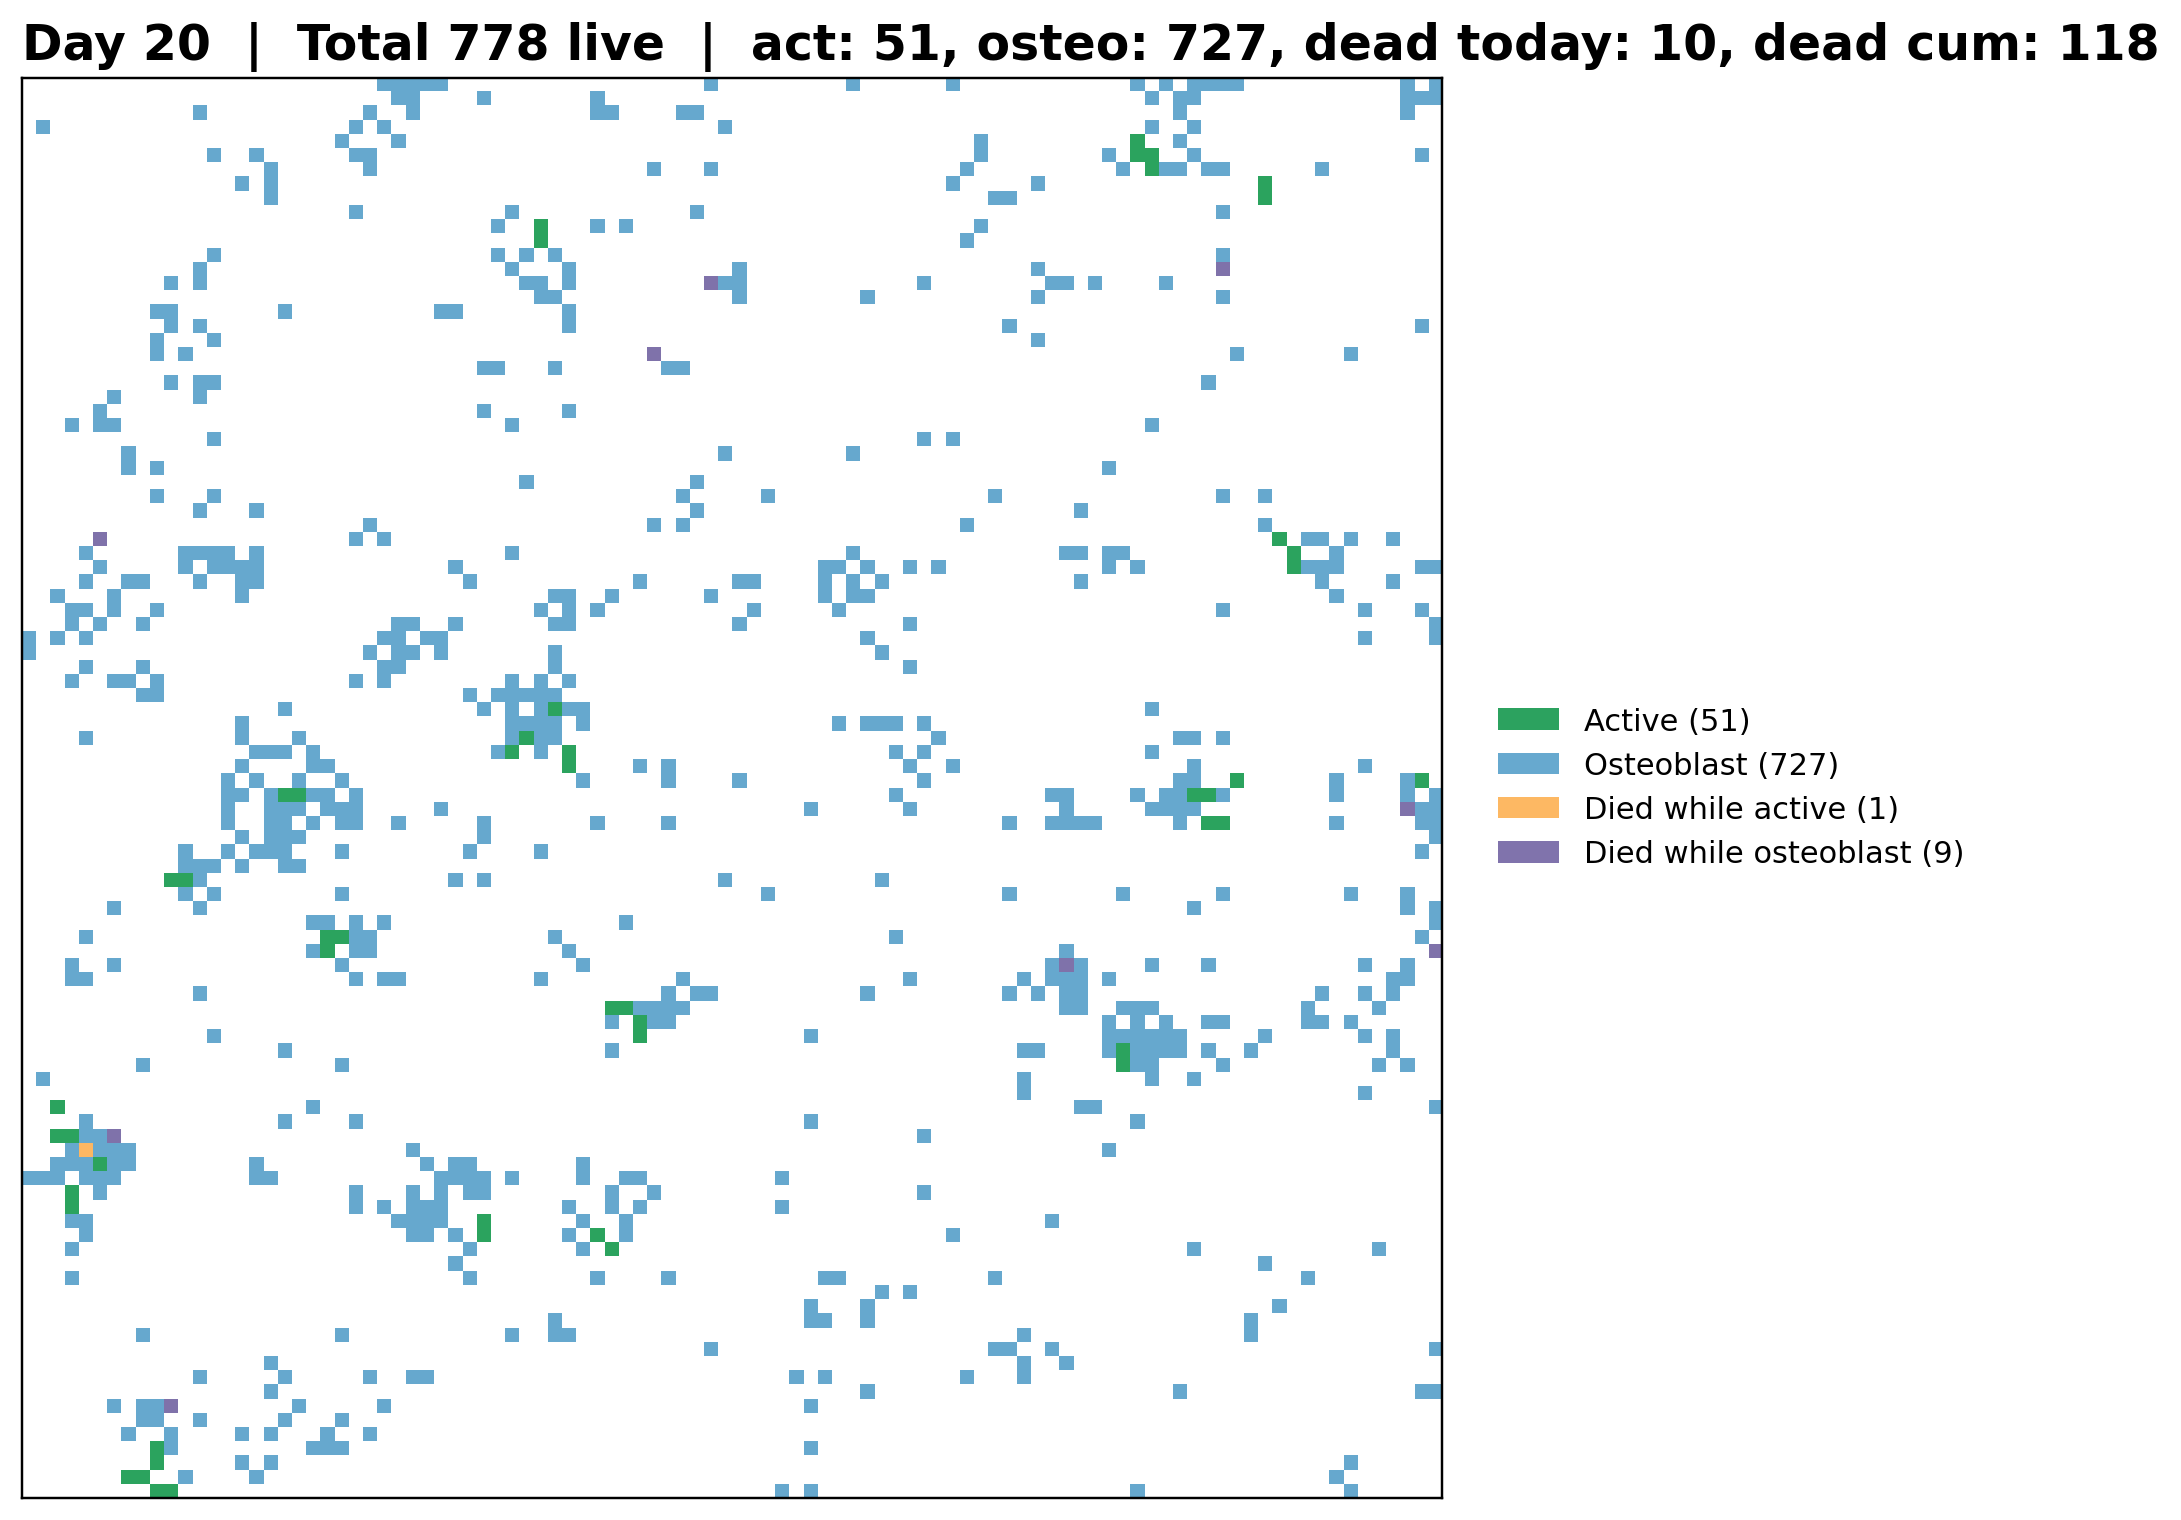 Day 20 | Total 778 live | act: 51, osteo: 727, dead today: 10, dead cum: 118
Active (51)
Osteoblast (727)
Died while active (1)
Died while osteoblast (9)